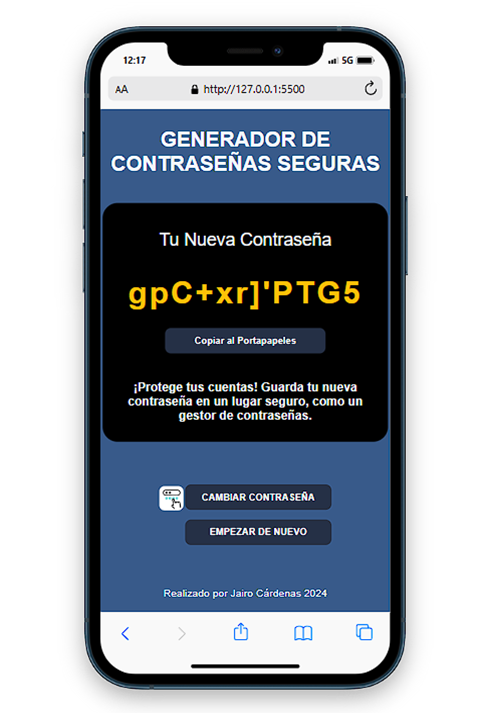 12:17
5G
AA http://127.0.0.1:5500
GENERADOR DE
CONTRASEÑAS SEGURAS
Tu Nueva Contraseña
gpC+xr]'PTG5
Copiar al Portapapeles
¡Protege tus cuentas! Guarda tu nueva
contraseña en un lugar seguro, como un
gestor de contraseñas.
CAMBIAR CONTRASEÑA
EMPEZAR DE NUEVO
Realizado por Jairo Cárdenas 2024